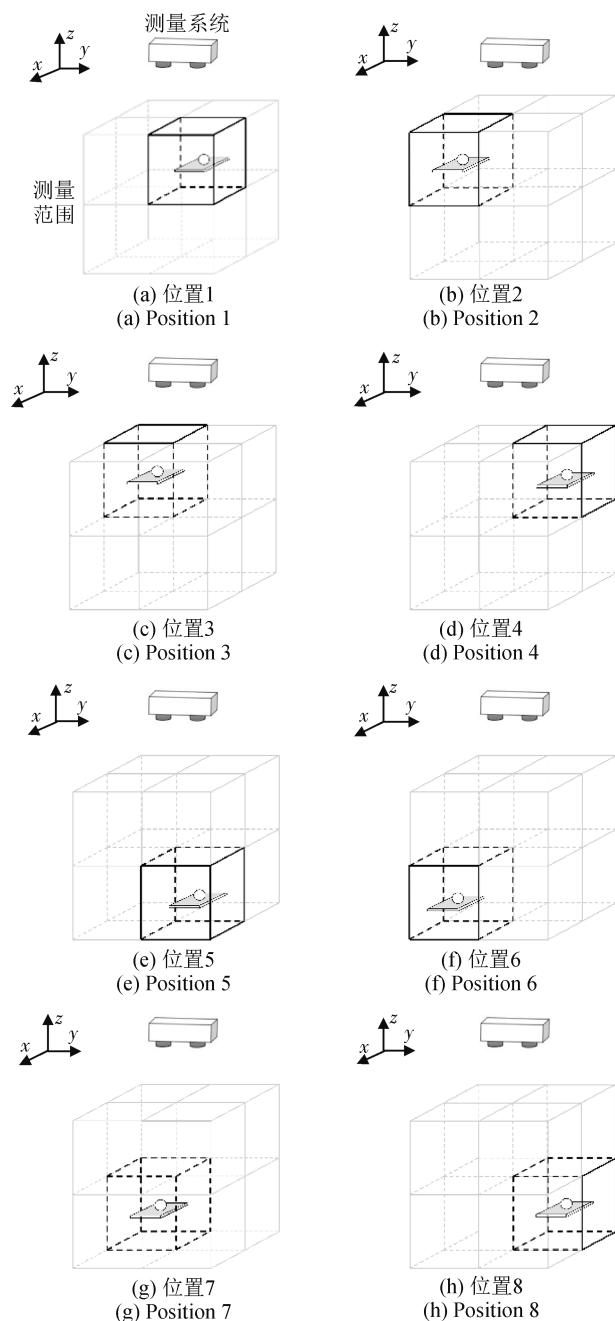 测量系统
z
y
x
测量
范围
(a) 位置1
(a) Position 1
z
y
x
(b) 位置2
(b) Position 2
z
y
x
(c) 位置3
(c) Position 3
z
y
x
(d) 位置4
(d) Position 4
z
y
x
(e) 位置5
(e) Position 5
z
y
x
(f) 位置6
(f) Position 6
z
y
x
(g) 位置7
(g) Position 7
z
y
x
(h) 位置8
(h) Position 8